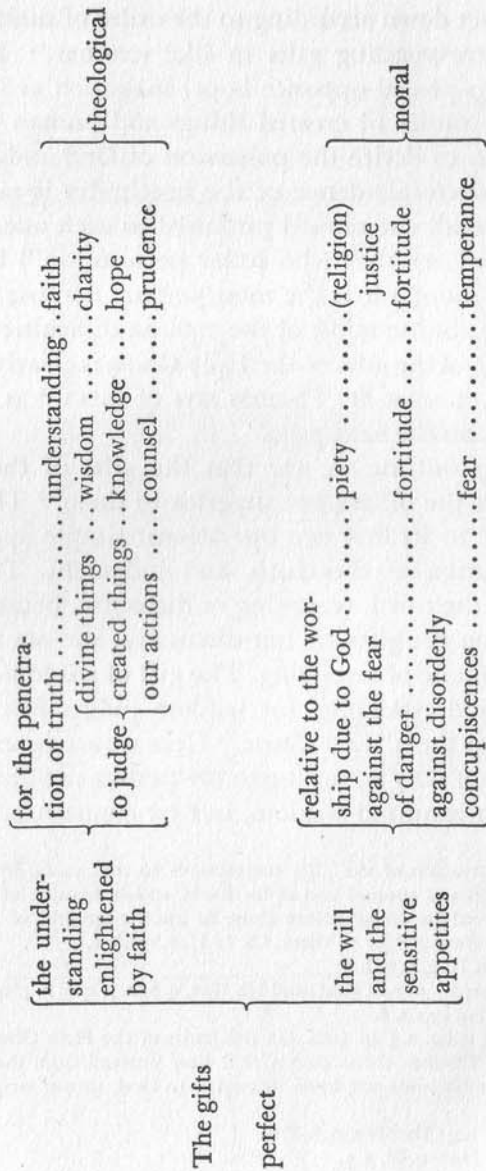 The gifts
perfect
the under
standing
enlightened
by faith
for the penetra-
tion of truth ........ understanding .. faith
to judge
divine things ...... wisdom ........ charty
created things .. knowledge ...... hope
our actions ........ counsel ........ prudence
theological
the will
and the
sensitive
appetites
relative to the wor-
ship due to God ...... piety ............ (religion)
justice
against the fear
of danger ............ fortitude ........ fortitude
against disorderly
concupiscences ........ fear ............ temperance
moral